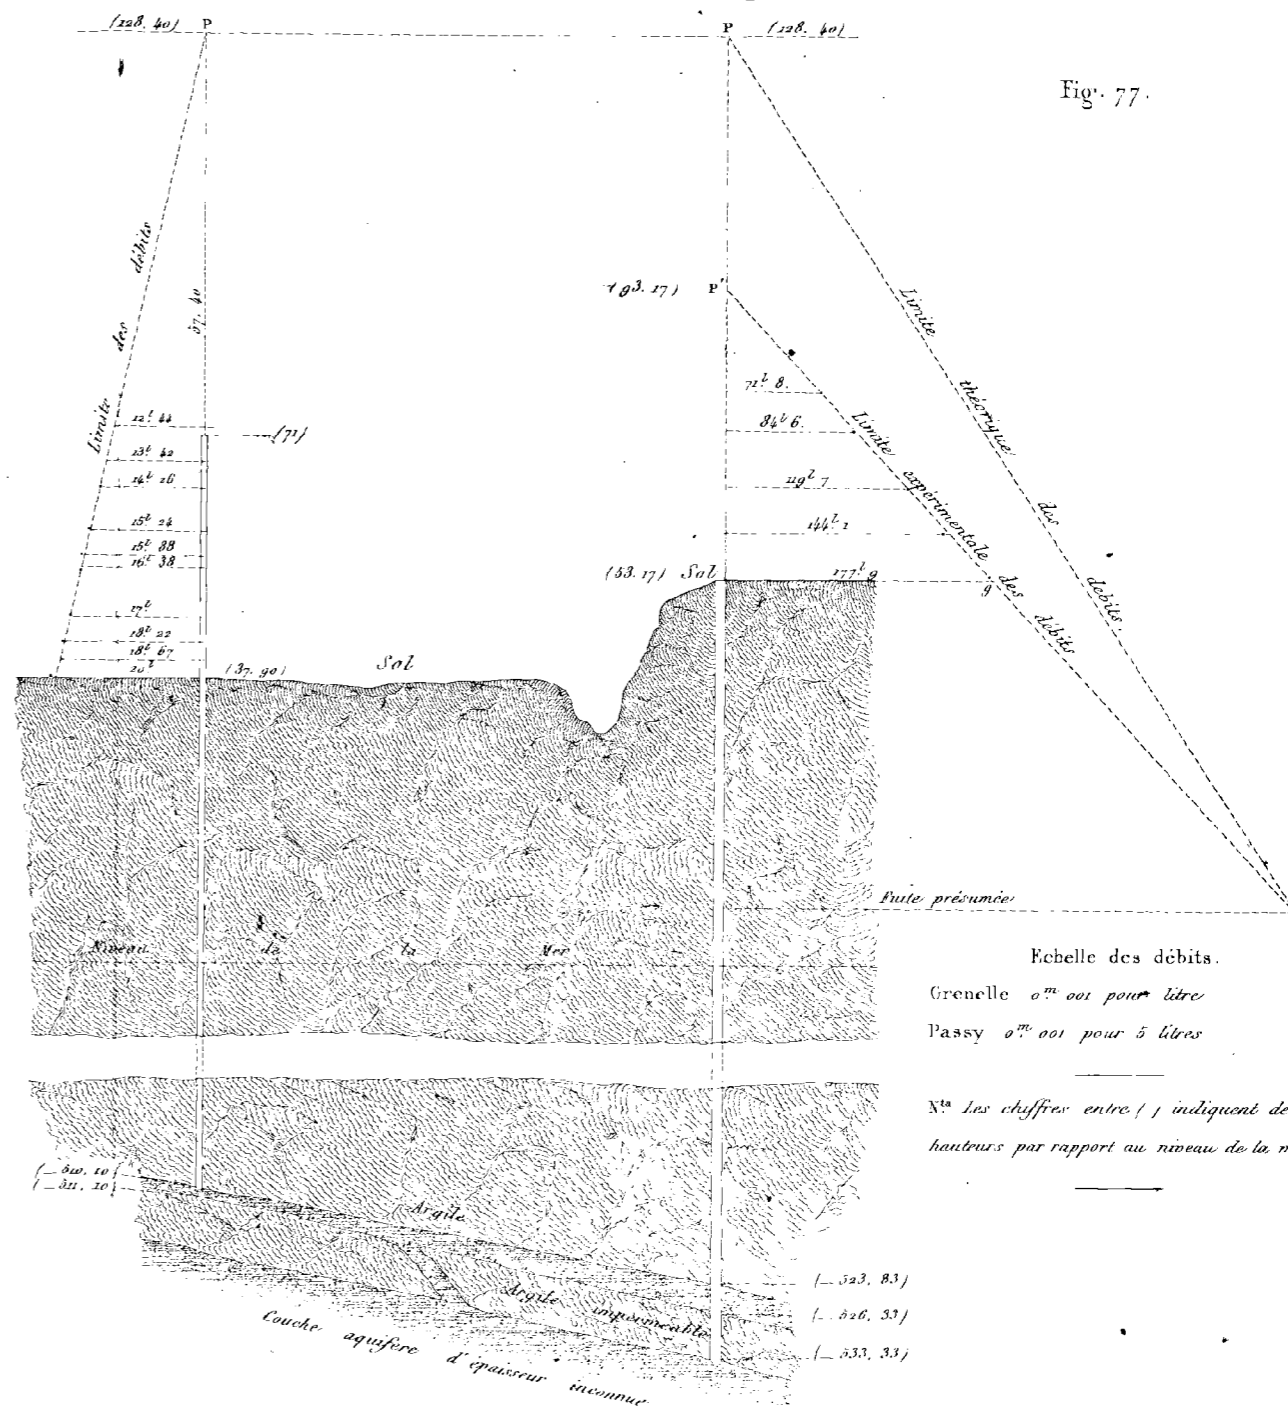 (128. 40) P
P (128. 40)
Fig. 77.
Limite des débits
57. 40
(93. 17) P'
Limite théorique des débits.
71l 8.
84l 6.
119l 7
144l 1
Limite expérimentale des débits
12l 44
(71)
13l 42
14l 16
15l 24
15l 88
16l 38
17l
18l 22
18l 67
20l
(37. 90)
Sol
(53. 17) Sol
177l 9
g
Fuite présumée
Niveau de la Mer
Echelle des débits.
Grenelle 0m 001 pour litre
Passy 0m 001 pour 5 litres
Nta Les chiffres entre ( ) indiquent de
hauteurs par rapport au niveau de la m
(_ 510. 10)
(_ 511. 10)
Argile
Argile imperméable
(_ 523, 83)
(_ 526, 33)
(_ 533, 33)
Couche aquifère d'épaisseur inconnue